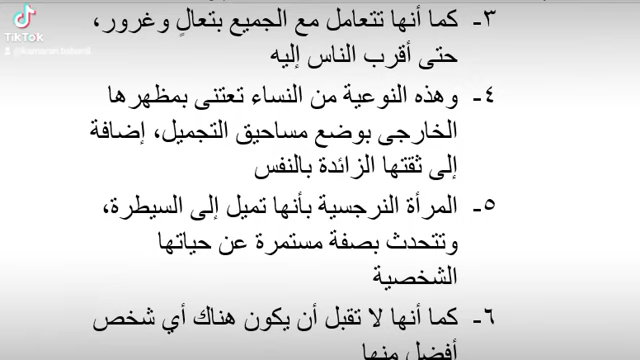 TikTok
٣- كما أنها تتعامل مع الجميع بتعالٍ وغرور،
حتى أقرب الناس إليه
٤- وهذه النوعية من النساء تعتنى بمظهرها
الخارجى بوضع مساحيق التجميل، إضافة
إلى ثقتها الزائدة بالنفس
٥- المرأة النرجسية بأنها تميل إلى السيطرة،
وتتحدث بصفة مستمرة عن حياتها
الشخصية
٦- كما أنها لا تقبل أن يكون هناك أي شخص
أفضل منها